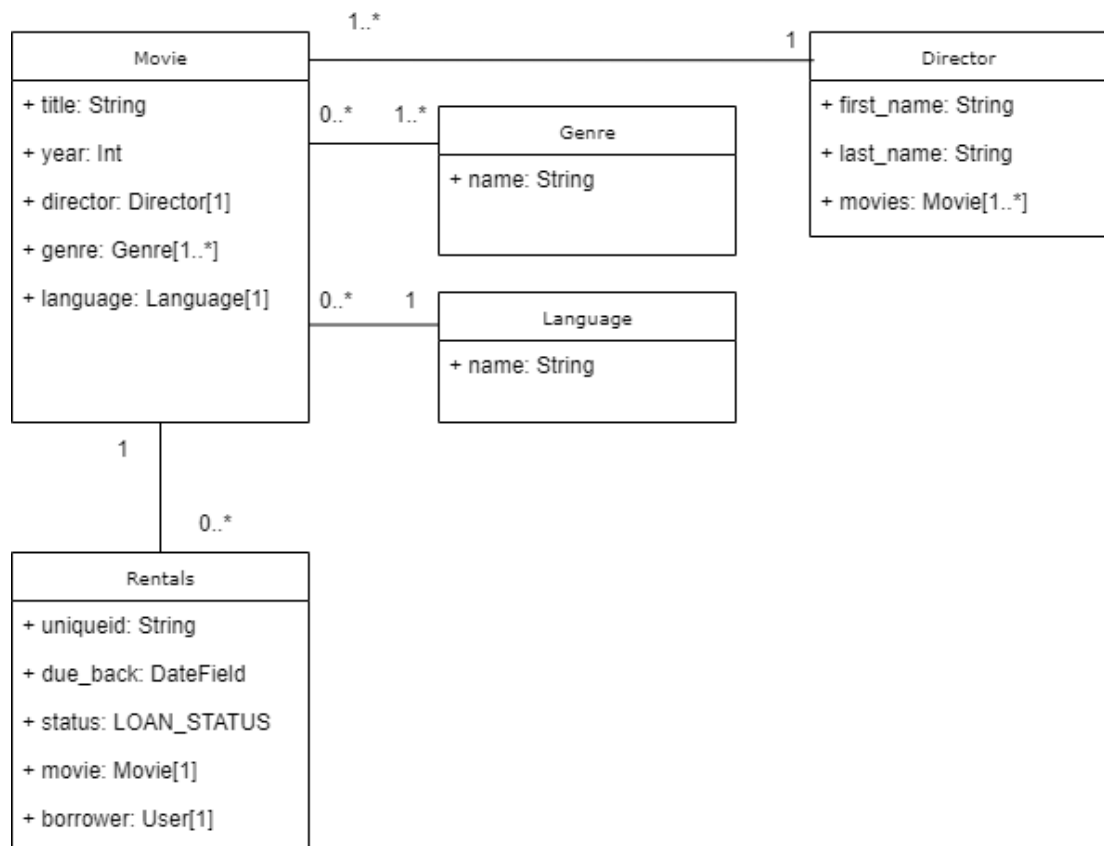 1..*
1
Movie
+ title: String
+ year: Int
+ director: Director[1]
+ genre: Genre[1..*]
+ language: Language[1]
Director
+ first_name: String
+ last_name: String
+ movies: Movie[1..*]
0..*
1..*
Genre
+ name: String
0..*
1
Language
+ name: String
1
0..*
Rentals
+ uniqueid: String
+ due_back: DateField
+ status: LOAN_STATUS
+ movie: Movie[1]
+ borrower: User[1]